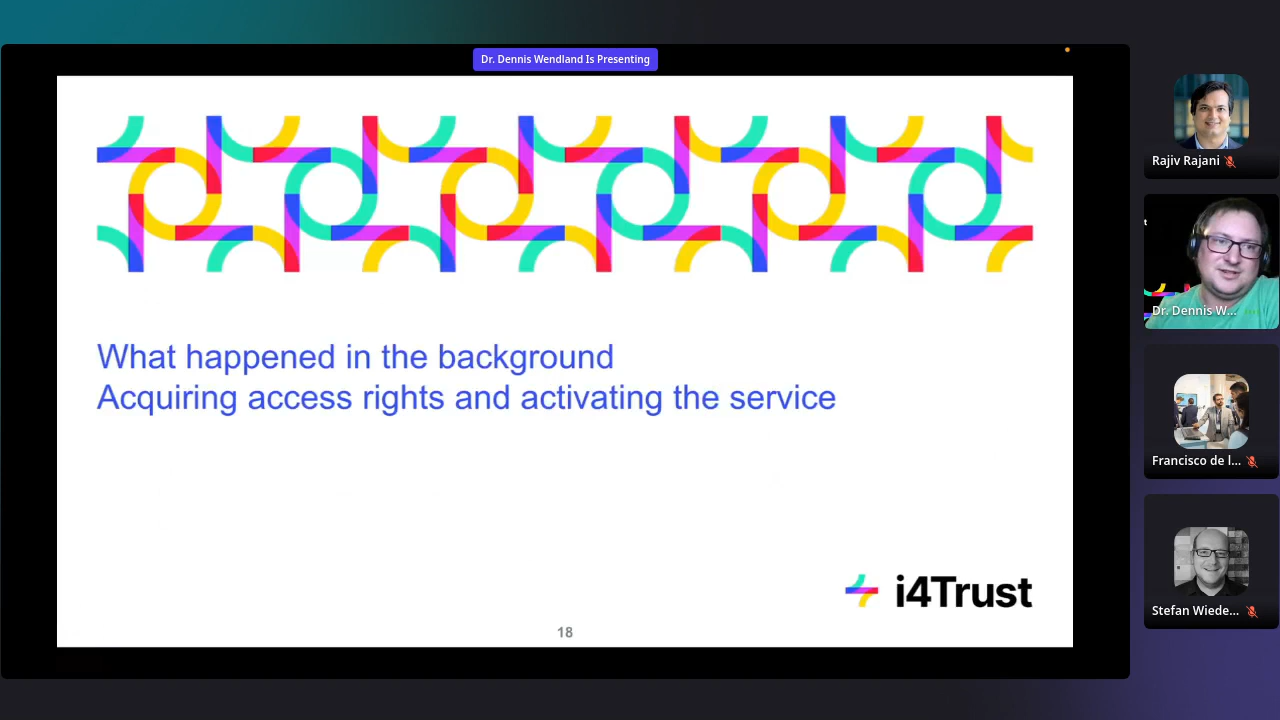 Dr. Dennis Wendland Is Presenting
What happened in the background
Acquiring access rights and activating the service
i4Trust
18
Rajiv Rajani
t
Dr. Dennis W...
Francisco de l...
Stefan Wiede...